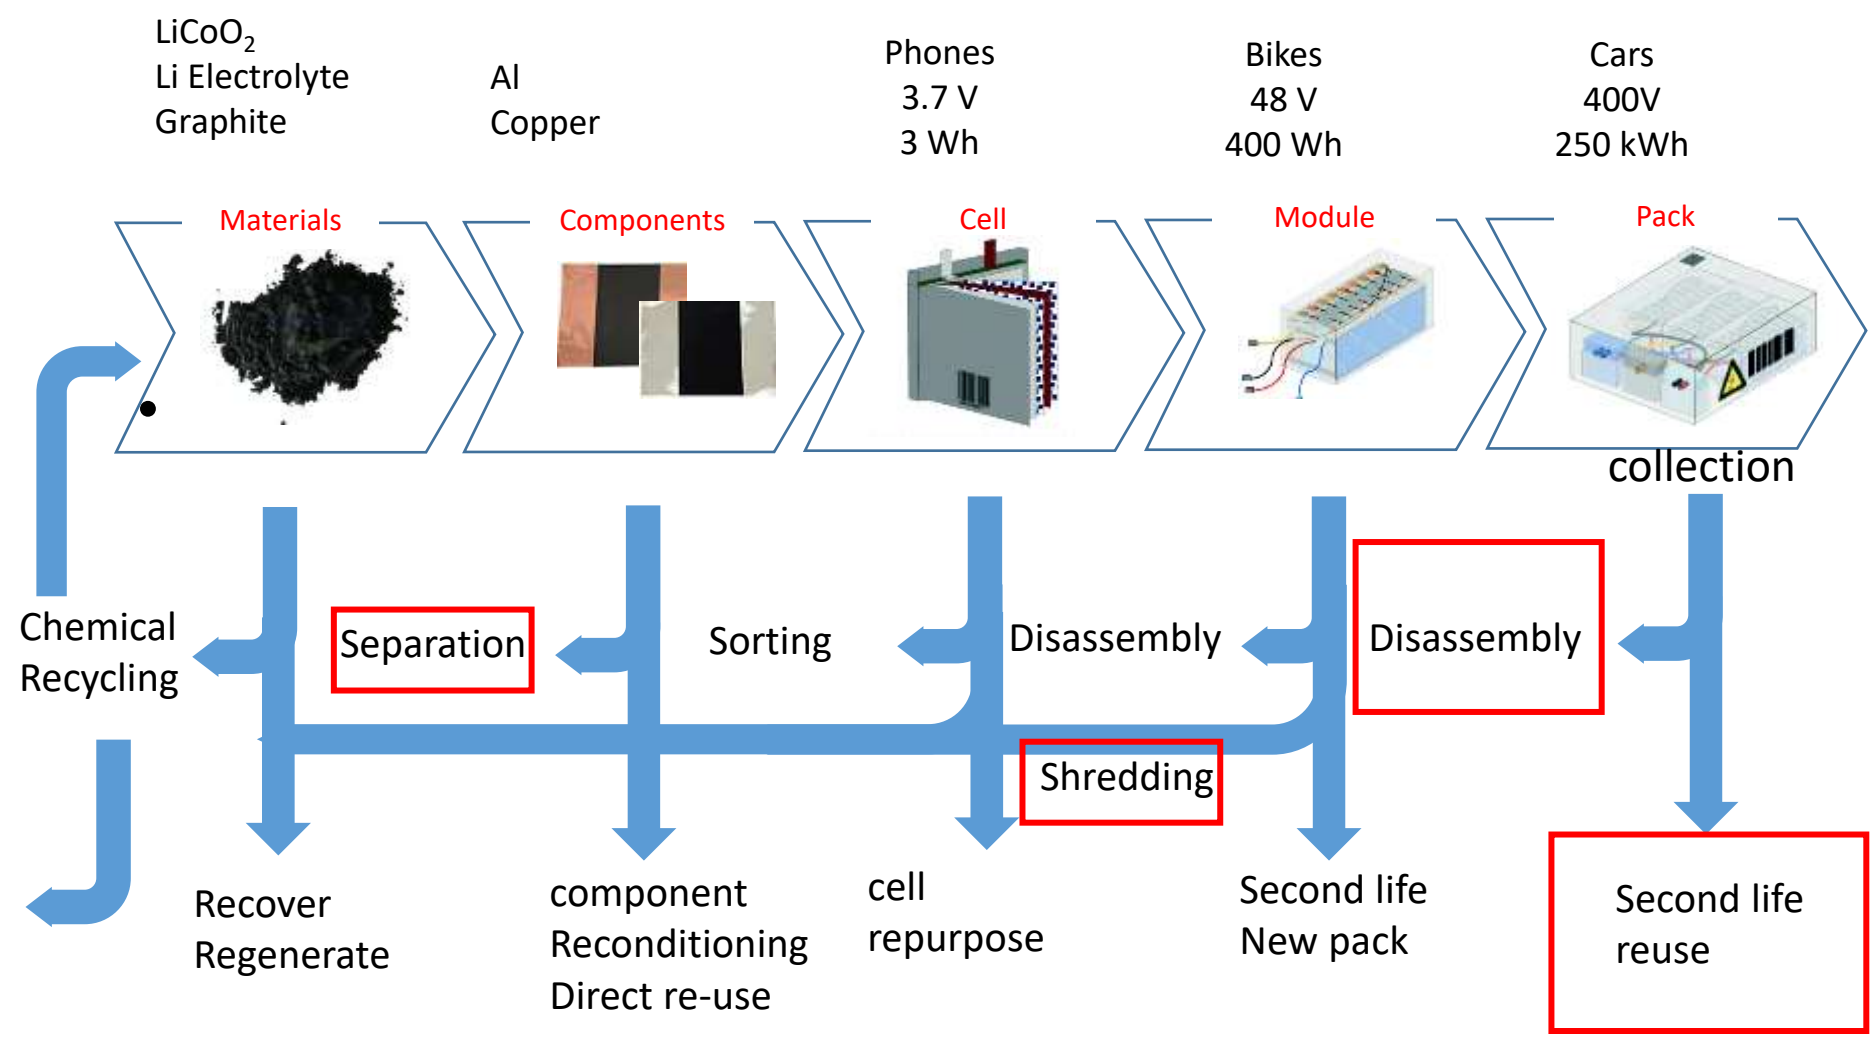 LiCoO₂
Li Electrolyte
Graphite
Al
Copper
Phones
3.7 V
3 Wh
Bikes
48 V
400 Wh
Cars
400V
250 kWh
Materials
Components
Cell
Module
Pack
collection
Chemical
Recycling
Separation
Sorting
Disassembly
Disassembly
Shredding
Recover
Regenerate
component
Reconditioning
Direct re-use
cell
repurpose
Second life
New pack
Second life
reuse